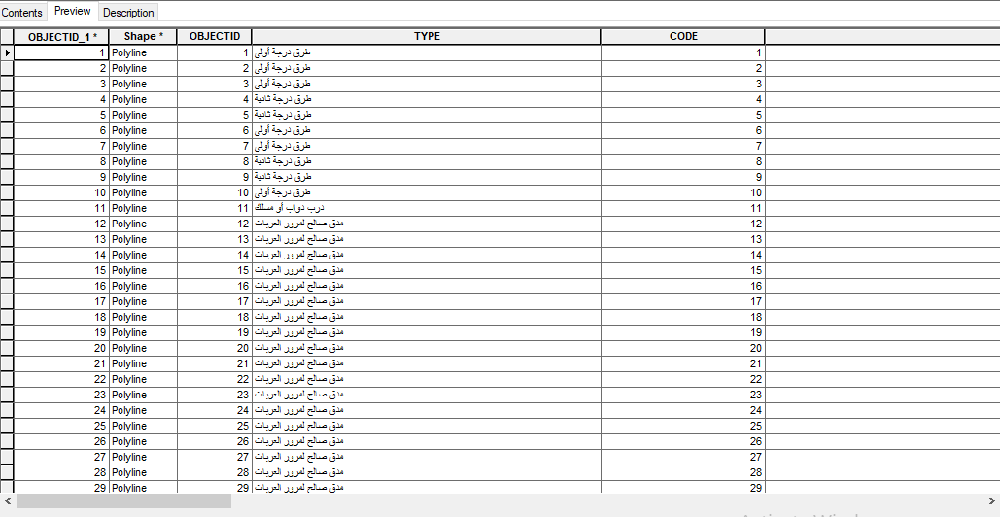 Contents Preview Description
OBJECTID_1 * Shape * OBJECTID TYPE CODE
1 Polyline 1 طرق درجة أولى 1
2 Polyline 2 طرق درجة أولى 2
3 Polyline 3 طرق درجة أولى 3
4 Polyline 4 طرق درجة ثانية 4
5 Polyline 5 طرق درجة ثانية 5
6 Polyline 6 طرق درجة أولى 6
7 Polyline 7 طرق درجة أولى 7
8 Polyline 8 طرق درجة ثانية 8
9 Polyline 9 طرق درجة ثانية 9
10 Polyline 10 طرق درجة أولى 10
11 Polyline 11 درب دواب أو مسلك 11
12 Polyline 12 مدق صالح لمرور العربات 12
13 Polyline 13 مدق صالح لمرور العربات 13
14 Polyline 14 مدق صالح لمرور العربات 14
15 Polyline 15 مدق صالح لمرور العربات 15
16 Polyline 16 مدق صالح لمرور العربات 16
17 Polyline 17 مدق صالح لمرور العربات 17
18 Polyline 18 مدق صالح لمرور العربات 18
19 Polyline 19 مدق صالح لمرور العربات 19
20 Polyline 20 مدق صالح لمرور العربات 20
21 Polyline 21 مدق صالح لمرور العربات 21
22 Polyline 22 مدق صالح لمرور العربات 22
23 Polyline 23 مدق صالح لمرور العربات 23
24 Polyline 24 مدق صالح لمرور العربات 24
25 Polyline 25 مدق صالح لمرور العربات 25
26 Polyline 26 مدق صالح لمرور العربات 26
27 Polyline 27 مدق صالح لمرور العربات 27
28 Polyline 28 مدق صالح لمرور العربات 28
29 Polyline 29 مدق صالح لمرور العربات 29